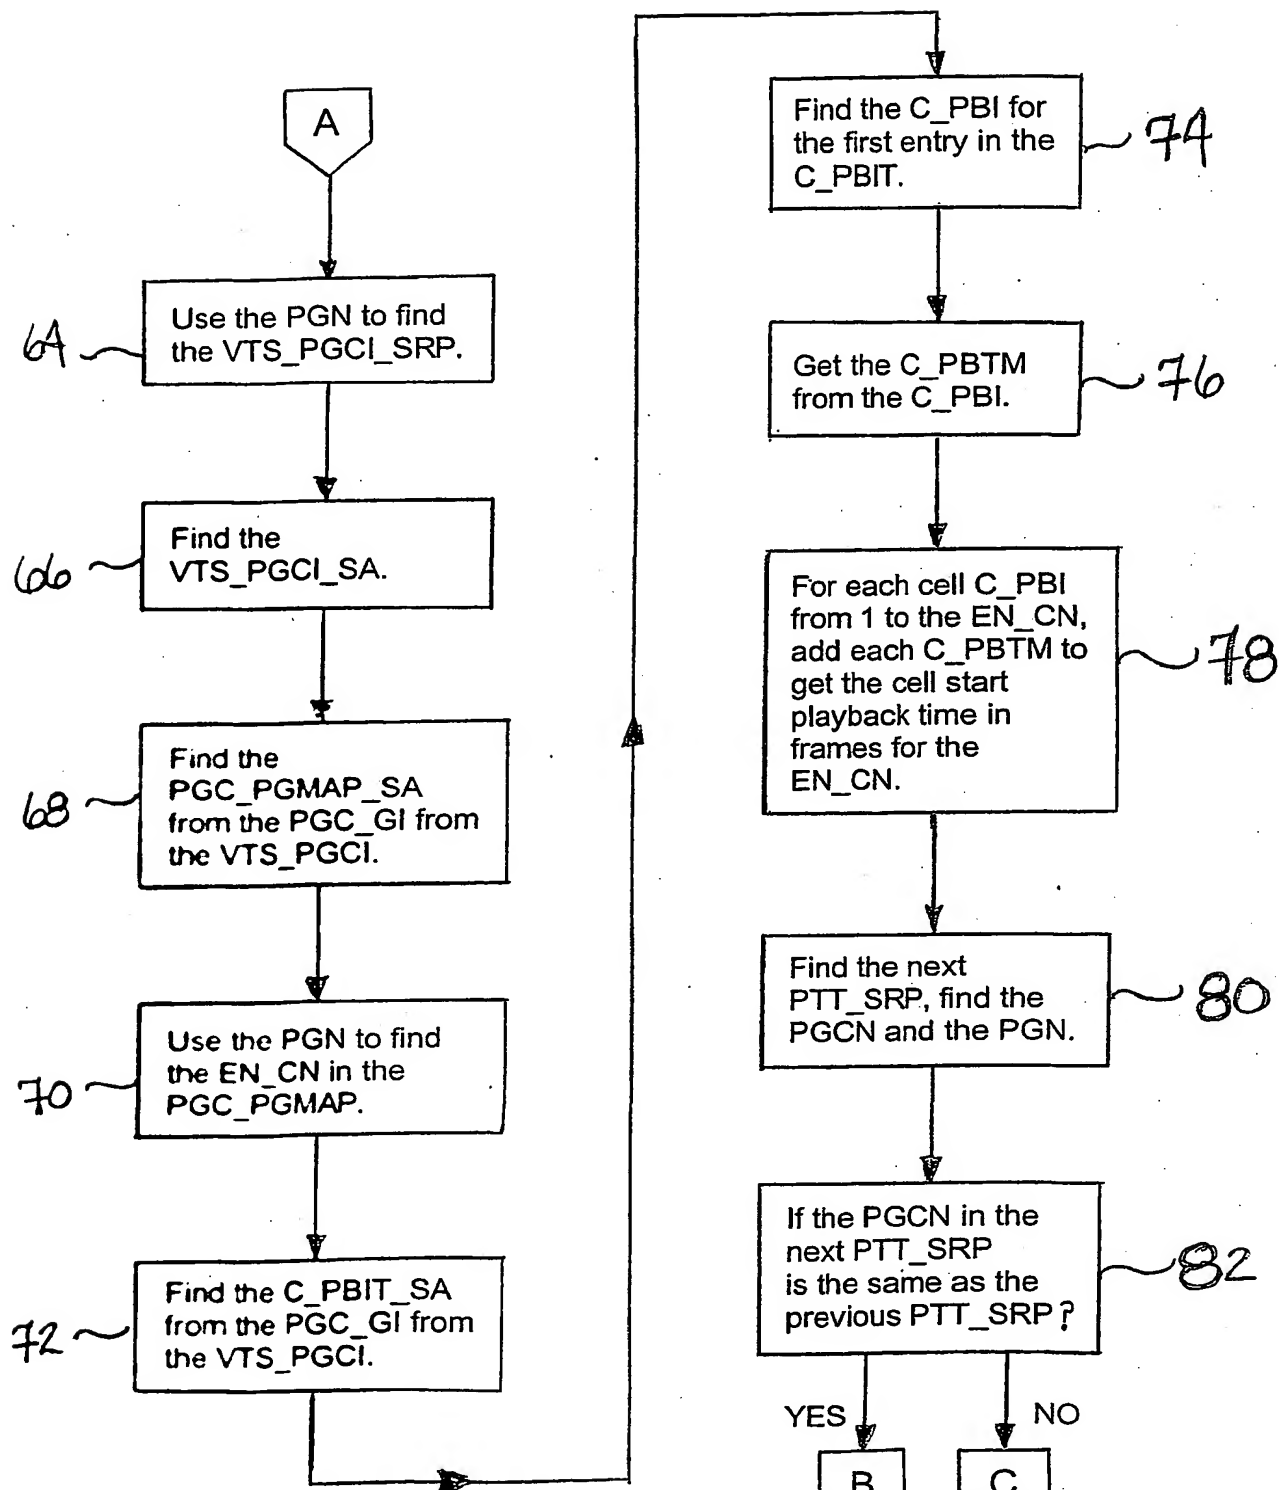 A
64
Use the PGN to find
the VTS_PGCI_SRP.
66
Find the
VTS_PGCI_SA.
68
Find the
PGC_PGMAP_SA
from the PGC_GI from
the VTS_PGCI.
70
Use the PGN to find
the EN_CN in the
PGC_PGMAP.
72
Find the C_PBIT_SA
from the PGC_GI from
the VTS_PGCI.
Find the C_PBI for
the first entry in the
C_PBIT.
74
Get the C_PBTM
from the C_PBI.
76
For each cell C_PBI
from 1 to the EN_CN,
add each C_PBTM to
get the cell start
playback time in
frames for the
EN_CN.
78
Find the next
PTT_SRP, find the
PGCN and the PGN.
80
If the PGCN in the
next PTT_SRP
is the same as the
previous PTT_SRP?
82
YES
NO
B
C